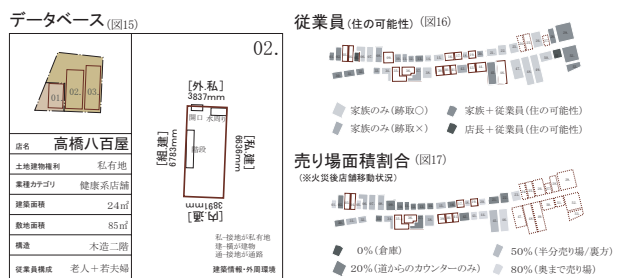 データベース(図15)
01.
02.
03.
店名 高橋八百屋
土地建物権利 私有地
業種カテゴリ 健康系店舗
建築面積 24㎡
敷地面積 85㎡
構造 木造二階
従業員構成 老人+若夫婦
02.
[外.私]
3837mm
開口
水回り
階段
[組.建]
6783mm
[私.建]
6636mm
3891mm
[内.通]
私-接地が私有地
建-横が建物
通-接地が通路
建築情報・外周環境
従業員(住の可能性) (図16)
家族のみ(跡取○)
家族のみ(跡取×)
家族+従業員(住の可能性)
店長+従業員(住の可能性)
売り場面積割合 (図17)
(※火災後店舗移動状況)
0%(倉庫)
20%(道からのカウンターのみ)
50%(半分売り場/裏方)
80%(奥まで売り場)